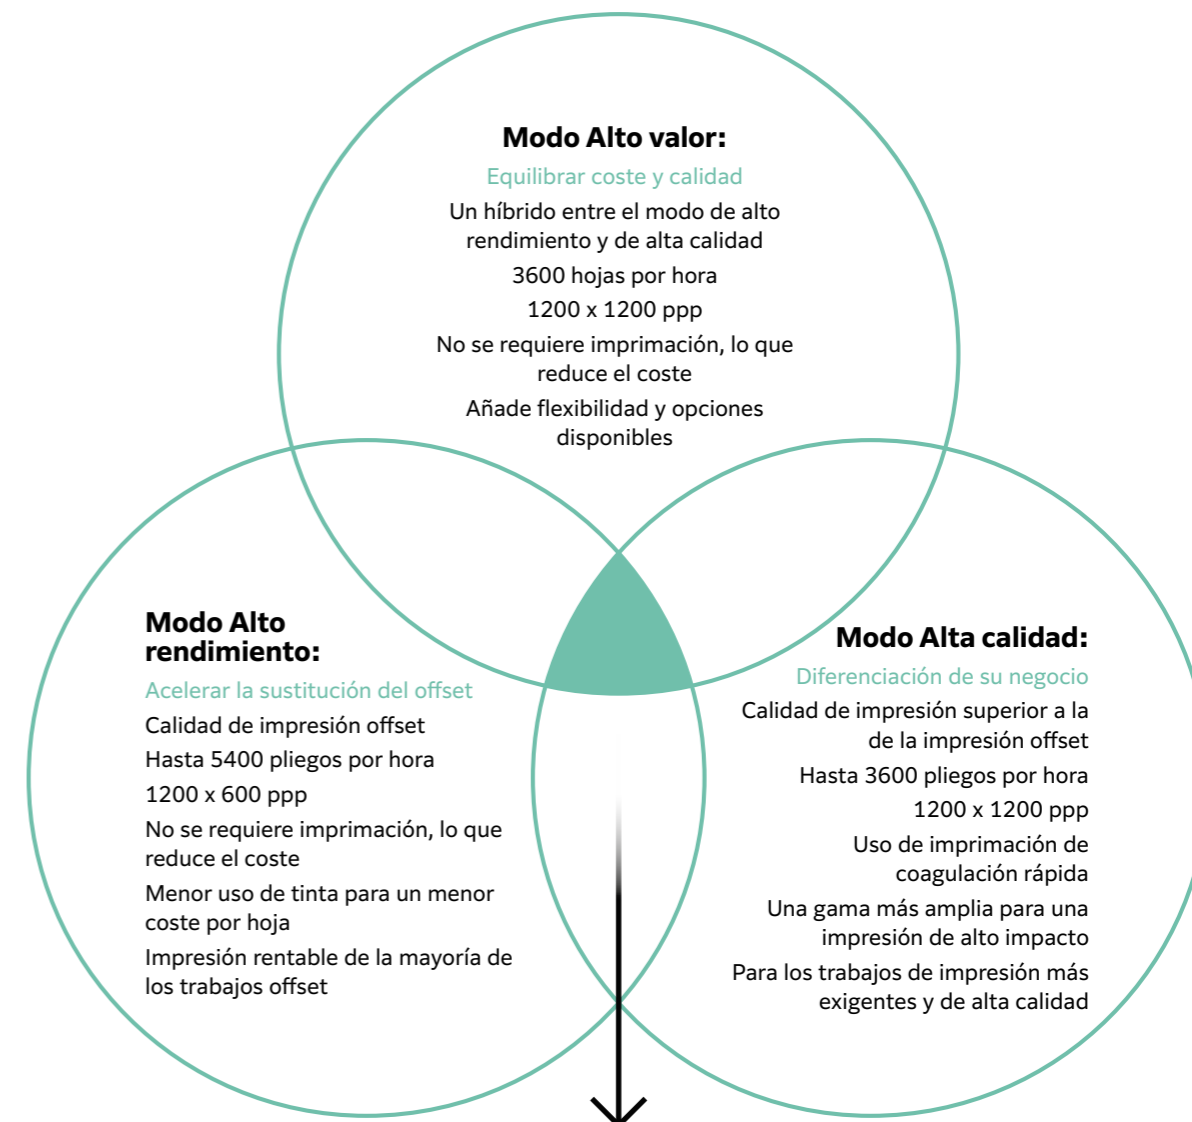 Modo Alto valor:
Equilibrar coste y calidad
Un híbrido entre el modo de alto
rendimiento y de alta calidad
3600 hojas por hora
1200 x 1200 ppp
No se requiere imprimación, lo que
reduce el coste
Añade flexibilidad y opciones
disponibles
Modo Alto
rendimiento:
Acelerar la sustitución del offset
Calidad de impresión offset
Hasta 5400 pliegos por hora
1200 x 600 ppp
No se requiere imprimación, lo que
reduce el coste
Menor uso de tinta para un menor
coste por hoja
Impresión rentable de la mayoría de
los trabajos offset
Modo Alta calidad:
Diferenciación de su negocio
Calidad de impresión superior a la
de la impresión offset
Hasta 3600 pliegos por hora
1200 x 1200 ppp
Uso de imprimación de
coagulación rápida
Una gama más amplia para una
impresión de alto impacto
Para los trabajos de impresión más
exigentes y de alta calidad